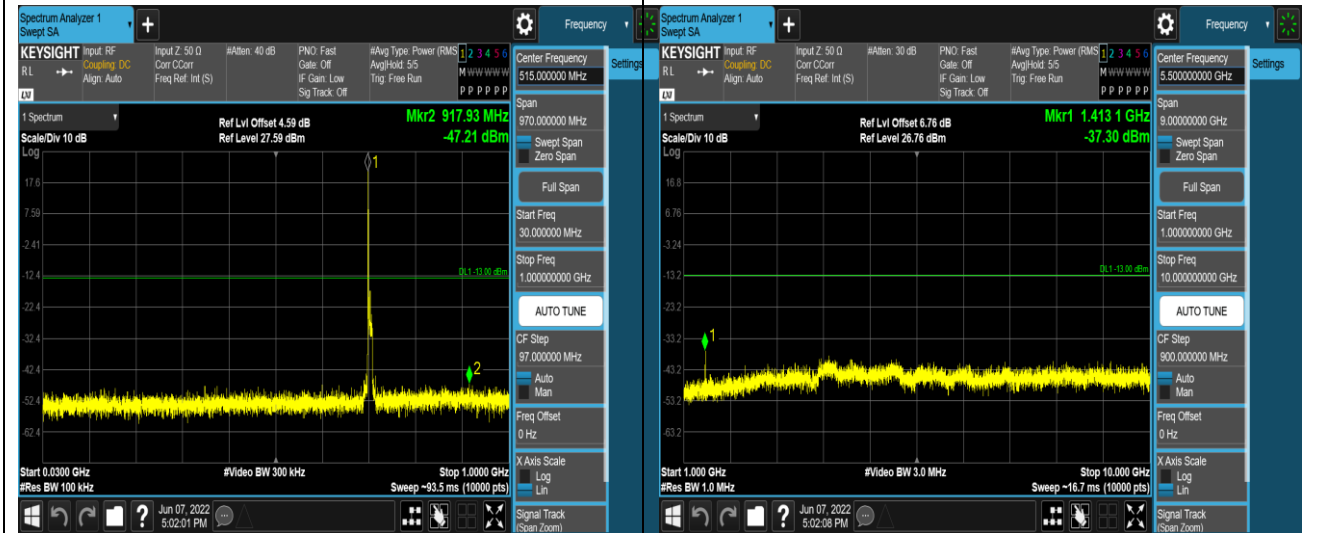 Spectrum Analyzer 1
Swept SA
Frequency
KEYSIGHT
RL
Input: RF
Coupling: DC
Align: Auto
Input Z: 50 Ω
Corr CCorr
Freq Ref: Int (S)
#Atten: 40 dB
PNO: Fast
Gate: Off
IF Gain: Low
Sig Track: Off
#Avg Type: Power (RMS
Avg|Hold: 5/5
Trig: Free Run
1 2 3 4 5 6
M W W W W W
P P P P P P
1 Spectrum
Scale/Div 10 dB
Log
Ref Lvl Offset 4.59 dB
Ref Level 27.59 dBm
Mkr2 917.93 MHz
-47.21 dBm
17.6
7.59
-2.41
-12.4
-22.4
-32.4
-42.4
-52.4
-62.4
1
2
DL1 -13.00 dBm
Start 0.0300 GHz
#Res BW 100 kHz
#Video BW 300 kHz
Stop 1.0000 GHz
Sweep ~93.5 ms (10000 pts)
Jun 07, 2022
5:02:01 PM
Center Frequency
515.000000 MHz
Settings
Span
970.000000 MHz
Swept Span
Zero Span
Full Span
Start Freq
30.000000 MHz
Stop Freq
1.000000000 GHz
AUTO TUNE
CF Step
97.000000 MHz
Auto
Man
Freq Offset
0 Hz
X Axis Scale
Log
Lin
Signal Track
(Span Zoom)
Spectrum Analyzer 1
Swept SA
Frequency
KEYSIGHT
RL
Input: RF
Coupling: DC
Align: Auto
Input Z: 50 Ω
Corr CCorr
Freq Ref: Int (S)
#Atten: 30 dB
PNO: Fast
Gate: Off
IF Gain: Low
Sig Track: Off
#Avg Type: Power (RMS
Avg|Hold: 5/5
Trig: Free Run
1 2 3 4 5 6
M W W W W W
P P P P P P
1 Spectrum
Scale/Div 10 dB
Log
Ref Lvl Offset 6.76 dB
Ref Level 26.76 dBm
Mkr1 1.413 1 GHz
-37.30 dBm
16.8
6.76
-3.24
-13.2
-23.2
-33.2
-43.2
-53.2
-63.2
1
DL1 -13.00 dBm
Start 1.000 GHz
#Res BW 1.0 MHz
#Video BW 3.0 MHz
Stop 10.000 GHz
Sweep ~16.7 ms (10000 pts)
Jun 07, 2022
5:02:08 PM
Center Frequency
5.500000000 GHz
Settings
Span
9.00000000 GHz
Swept Span
Zero Span
Full Span
Start Freq
1.000000000 GHz
Stop Freq
10.000000000 GHz
AUTO TUNE
CF Step
900.000000 MHz
Auto
Man
Freq Offset
0 Hz
X Axis Scale
Log
Lin
Signal Track
(Span Zoom)